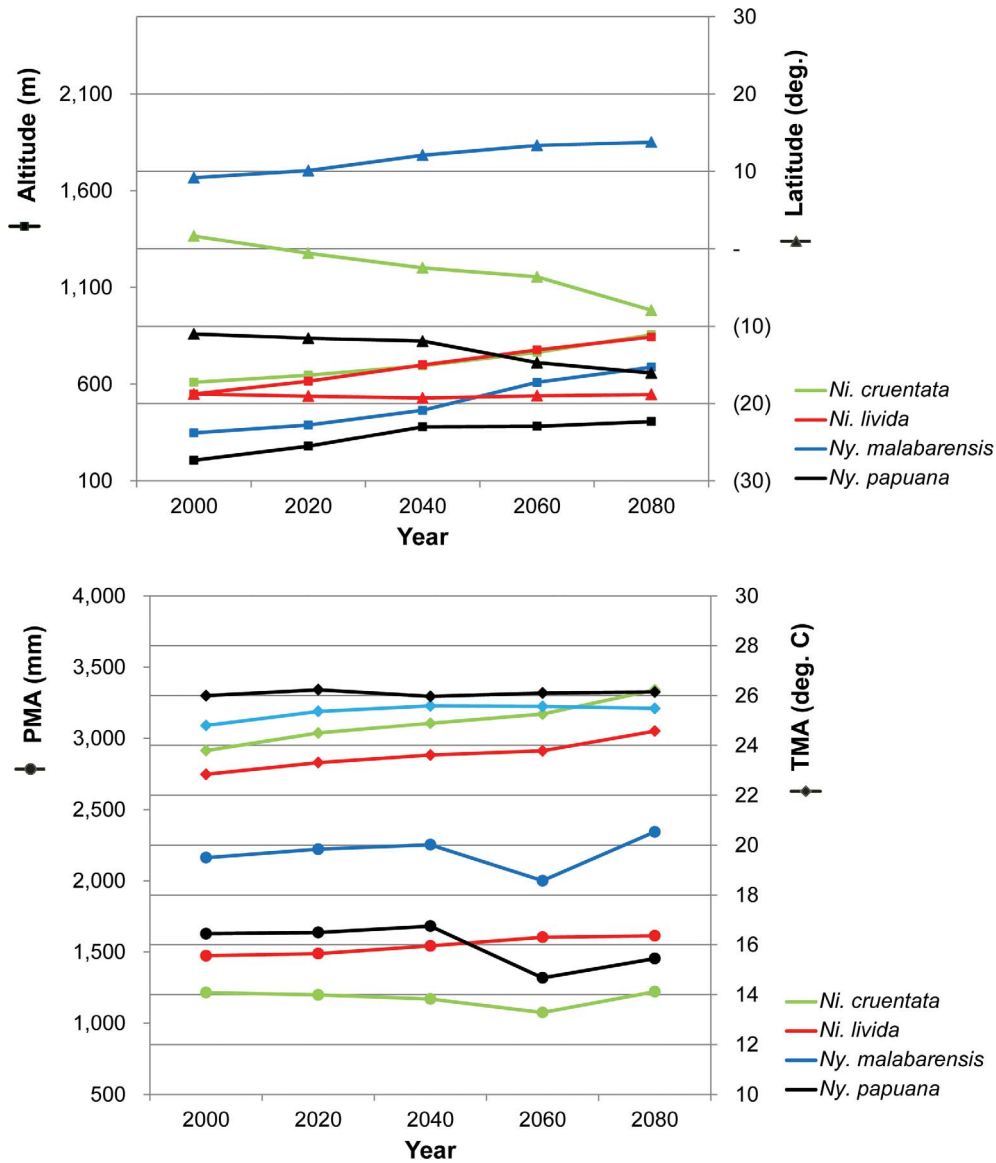 30
20
10
-
(10)
(20)
(30)
Latitude (deg.)
2,100
1,600
1,100
600
100
Altitude (m)
2000 2020 2040 2060 2080
Year
Ni. cruentata
Ni. livida
Ny. malabarensis
Ny. papuana
4,000
3,500
3,000
2,500
2,000
1,500
1,000
500
PMA (mm)
30
28
26
24
22
20
18
16
14
12
10
TMA (deg. C)
2000 2020 2040 2060 2080
Year
Ni. cruentata
Ni. livida
Ny. malabarensis
Ny. papuana